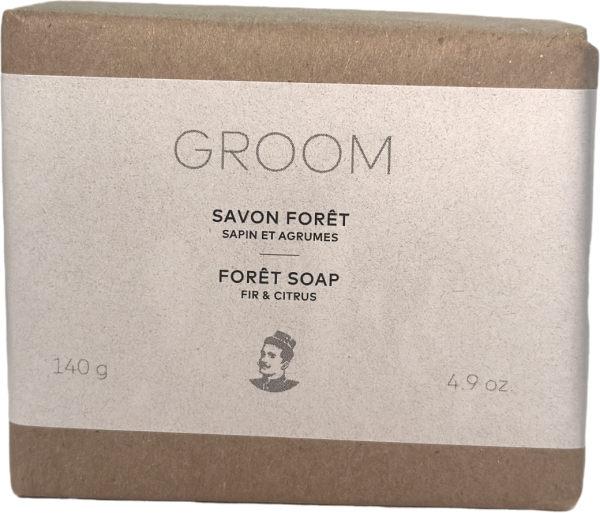 GROOM
SAVON FORÊT
SAPIN ET AGRUMES
FORÊT SOAP
FIR & CITRUS
140 g
4.9 oz.